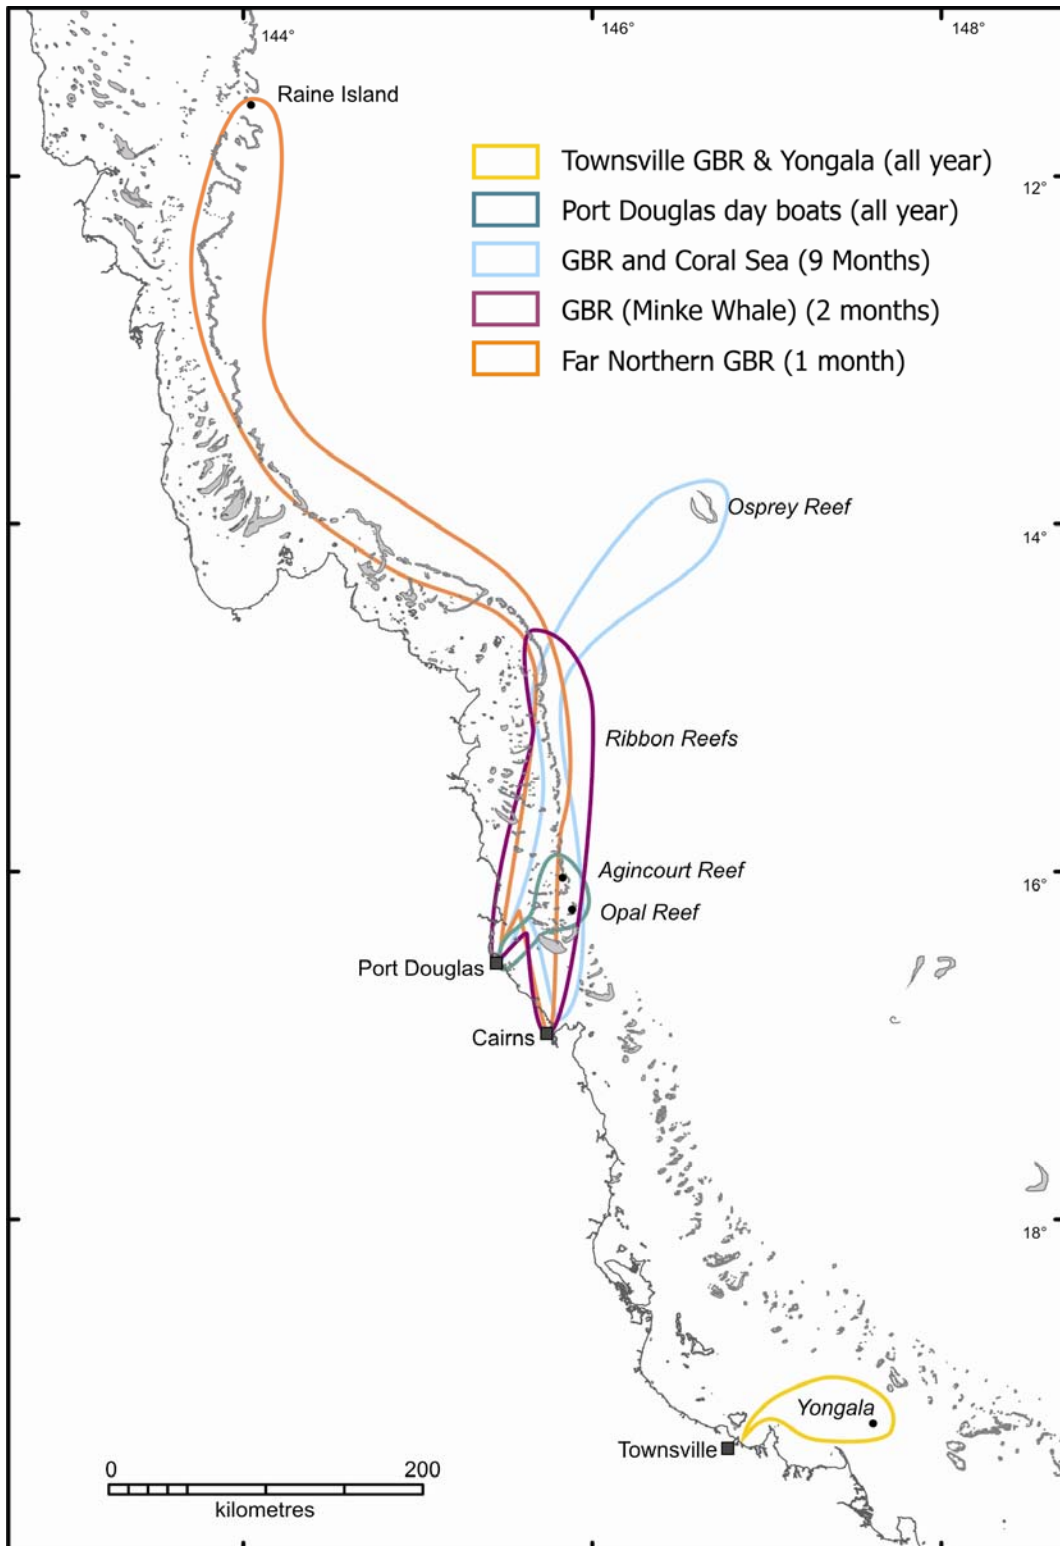 144°
146°
148°
Raine Island
Townsville GBR & Yongala (all year)
12°
Port Douglas day boats (all year)
GBR and Coral Sea (9 Months)
GBR (Minke Whale) (2 months)
Far Northern GBR (1 month)
Osprey Reef
14°
Ribbon Reefs
Agincourt Reef
16°
Opal Reef
Port Douglas
Cairns
18°
Yongala
Townsville
0 200
kilometres